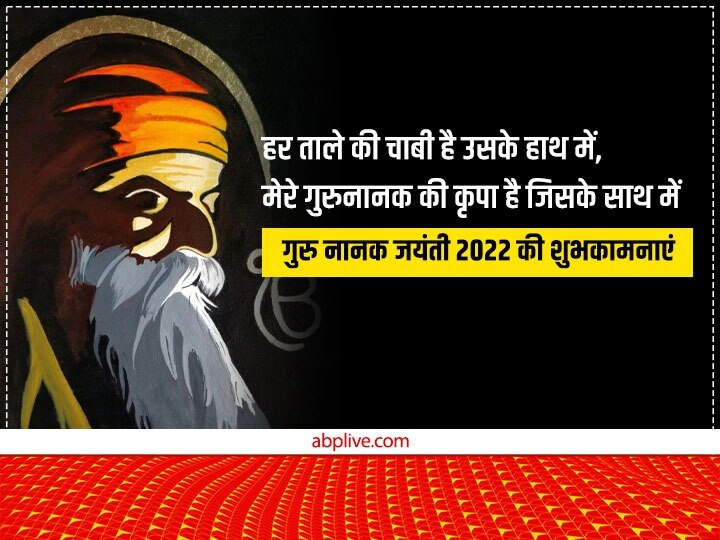 हर ताले की चाबी है उसके हाथ में,
मेरे गुरुनानक की कृपा है जिसके साथ में
गुरु नानक जयंती 2022 की शुभकामनाएं
ੴ
abplive.com